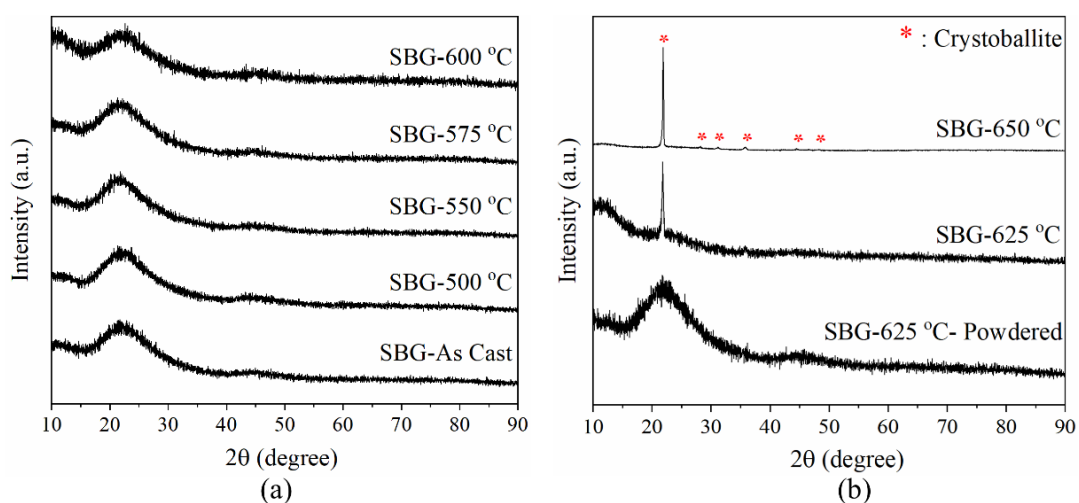 SBG-600 °C
SBG-575 °C
SBG-550 °C
SBG-500 °C
SBG-As Cast
Intensity (a.u.)
10 20 30 40 50 60 70 80 90
2θ (degree)
(a)
* : Crystoballite
* * * * * *
SBG-650 °C
SBG-625 °C
SBG-625 °C- Powdered
Intensity (a.u.)
10 20 30 40 50 60 70 80 90
2θ (degree)
(b)